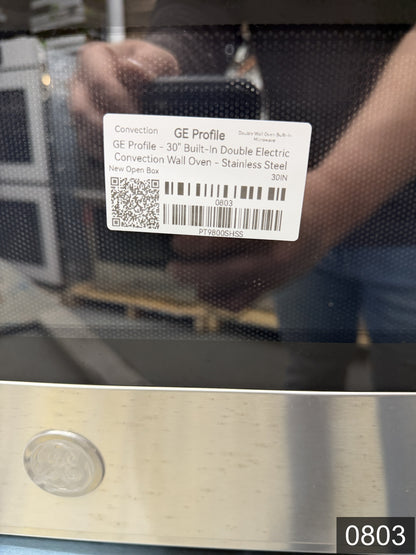 Convection
GE Profile
Double Wall Oven Built-In
Microwave
GE Profile - 30" Built-In Double Electric
Convection Wall Oven - Stainless Steel
New Open Box
30IN
0803
PT9800SHSS
GE
0803